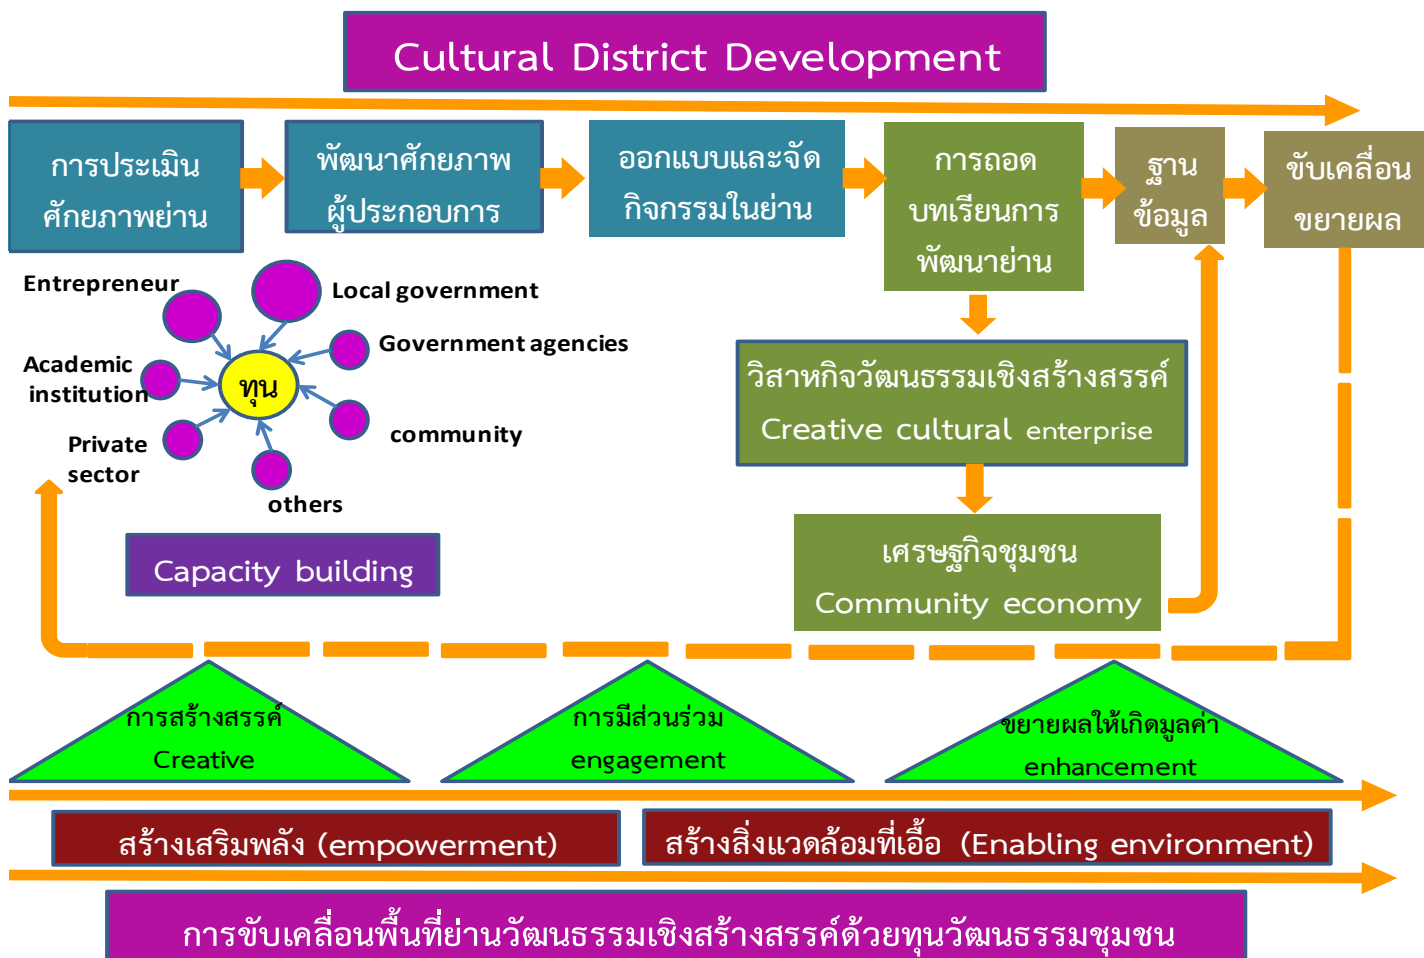 Cultural District Development
การประเมิน
ศักยภาพย่าน
พัฒนาศักยภาพ
ผู้ประกอบการ
ออกแบบและจัด
กิจกรรมในย่าน
การถอด
บทเรียนการ
พัฒนาย่าน
ฐาน
ข้อมูล
ขับเคลื่อน
ขยายผล
Entrepreneur
Local government
Government agencies
Academic
institution
ทุน
Private
sector
community
others
วิสาหกิจวัฒนธรรมเชิงสร้างสรรค์
Creative cultural enterprise
Capacity building
เศรษฐกิจชุมชน
Community economy
การสร้างสรรค์
Creative
การมีส่วนร่วม
engagement
ขยายผลให้เกิดมูลค่า
enhancement
สร้างเสริมพลัง (empowerment)
สร้างสิ่งแวดล้อมที่เอื้อ (Enabling environment)
การขับเคลื่อนพื้นที่ย่านวัฒนธรรมเชิงสร้างสรรค์ด้วยทุนวัฒนธรรมชุมชน